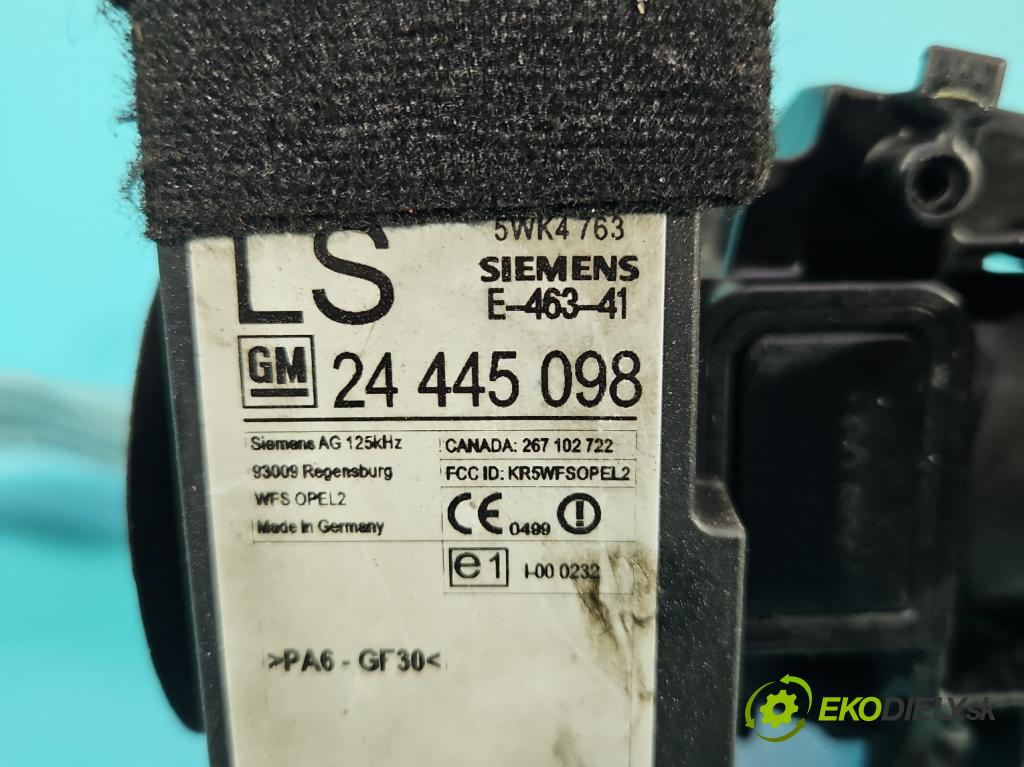 LS
5WK4 763
SIEMENS
E-463-41
GM 24 445 098
Siemens AG 125kHz
93009 Regensburg
WFS OPEL2
Made in Germany
CANADA: 267 102 722
FCC ID: KR5WFSOPEL2
CE 0499
e1 I-00 0232
>PA6 - GF30<
EKODIELY.sk